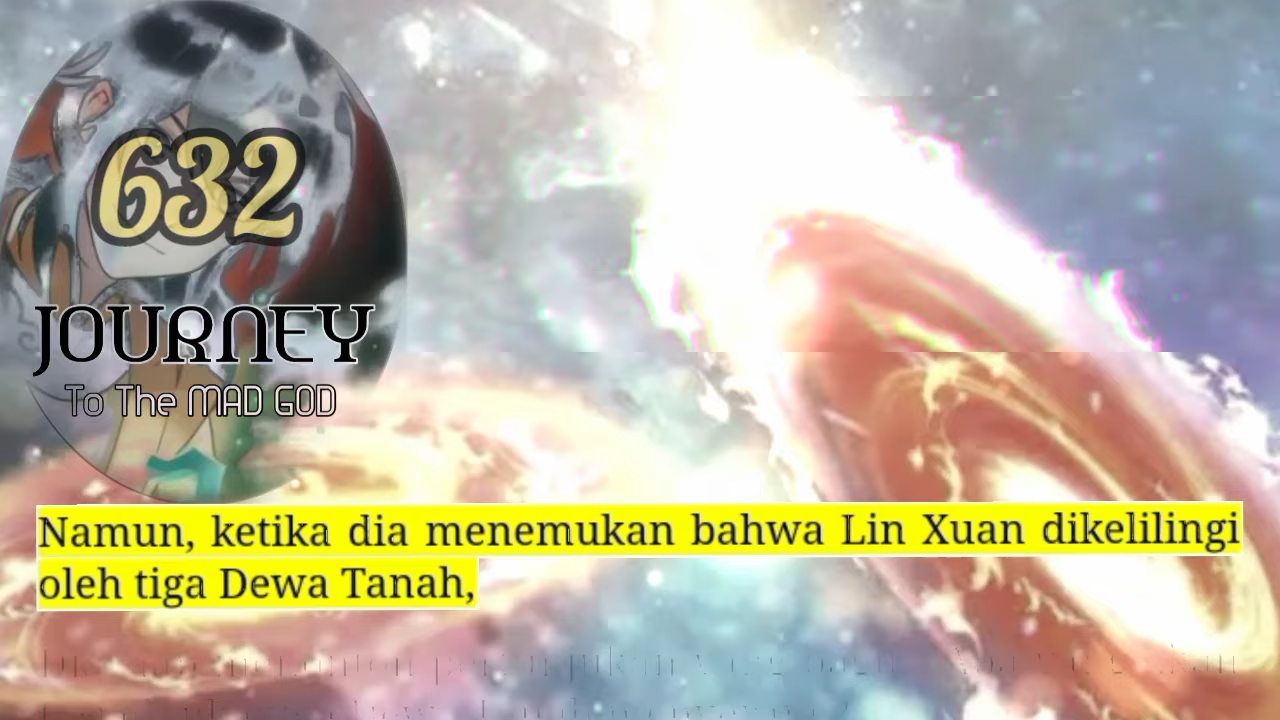 632
JOURNEY
To The MAD GOD
Namun, ketika dia menemukan bahwa Lin Xuan dikelilingi
oleh tiga Dewa Tanah,